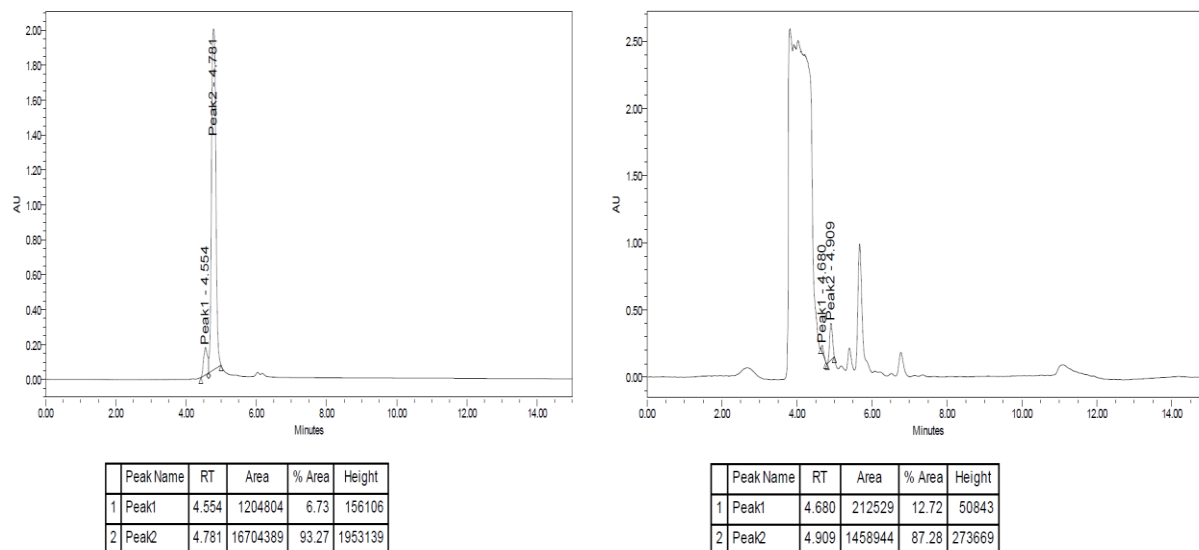 2.00
1.80
1.60
1.40
1.20
1.00
0.80
0.60
0.40
0.20
0.00
AU
Peak1 - 4.554
Peak2 - 4.781
0.00 2.00 4.00 6.00 8.00 10.00 12.00 14.00
Minutes
Peak Name RT Area % Area Height
1 Peak1 4.554 1204804 6.73 156106
2 Peak2 4.781 16704389 93.27 1953139
2.50
2.00
1.50
1.00
0.50
0.00
AU
Peak1 - 4.680
Peak2 - 4.909
0.00 2.00 4.00 6.00 8.00 10.00 12.00 14.00
Minutes
Peak Name RT Area % Area Height
1 Peak1 4.680 212529 12.72 50843
2 Peak2 4.909 1458944 87.28 273669